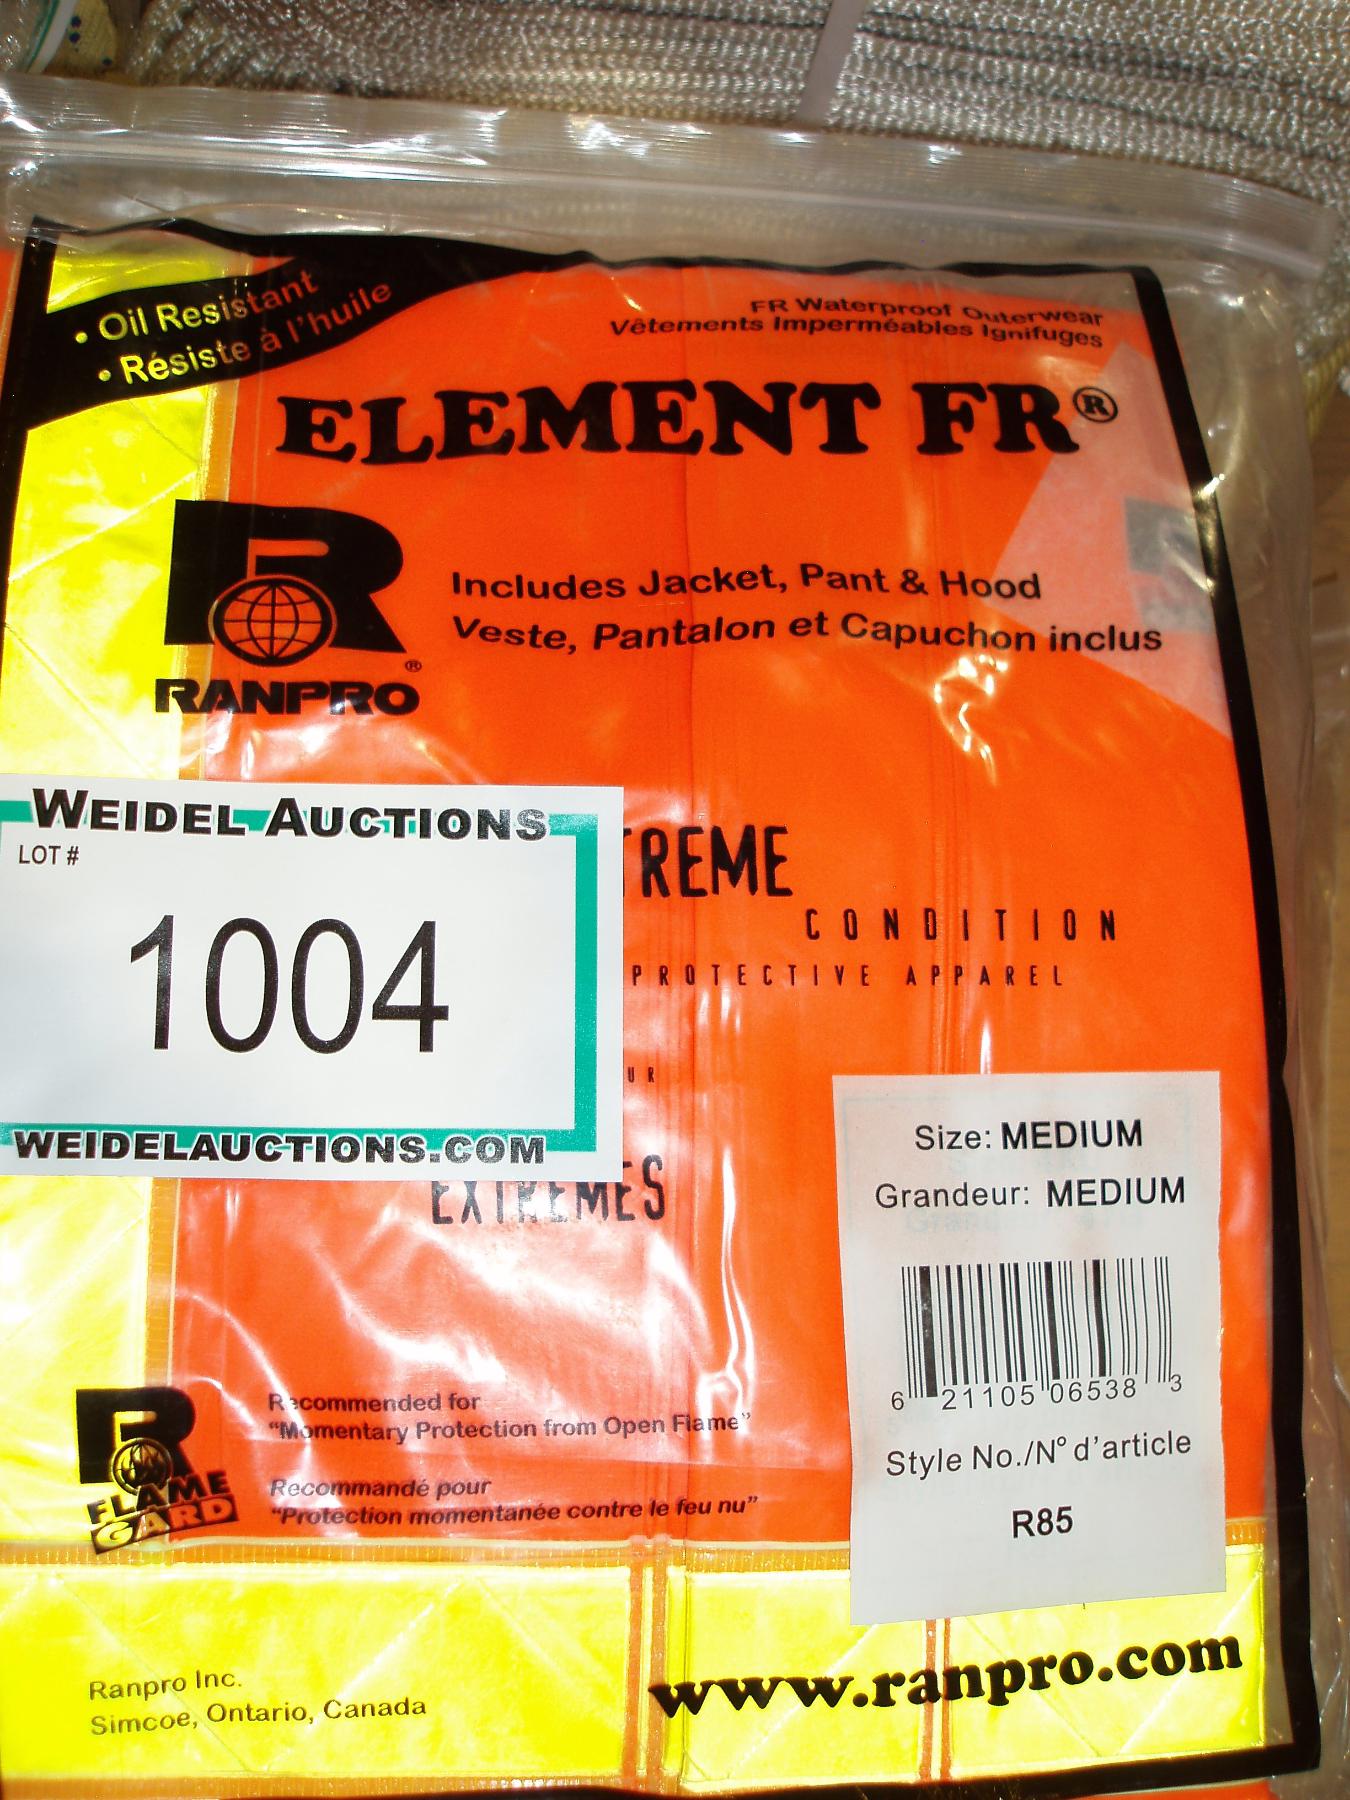 • Oil Resistant
• Résiste à l'huile
FR Waterproof Outerwear
Vêtements Imperméables Ignifuges
ELEMENT FR®
Includes Jacket, Pant & Hood
Veste, Pantalon et Capuchon inclus
R
®
RANPRO
WEIDEL AUCTIONS
LOT #
1004
WEIDELAUCTIONS.COM
TREME
CONDITION
PROTECTIVE APPAREL
UR
EXTREMES
Size: MEDIUM
Grandeur: MEDIUM
6 21105 06538 3
Style No./N° d'article
R85
Recommended for
"Momentary Protection from Open Flame"
Recommandé pour
"Protection momentanée contre le feu nu"
R
FLAME
GARD
Ranpro Inc.
Simcoe, Ontario, Canada
www.ranpro.com